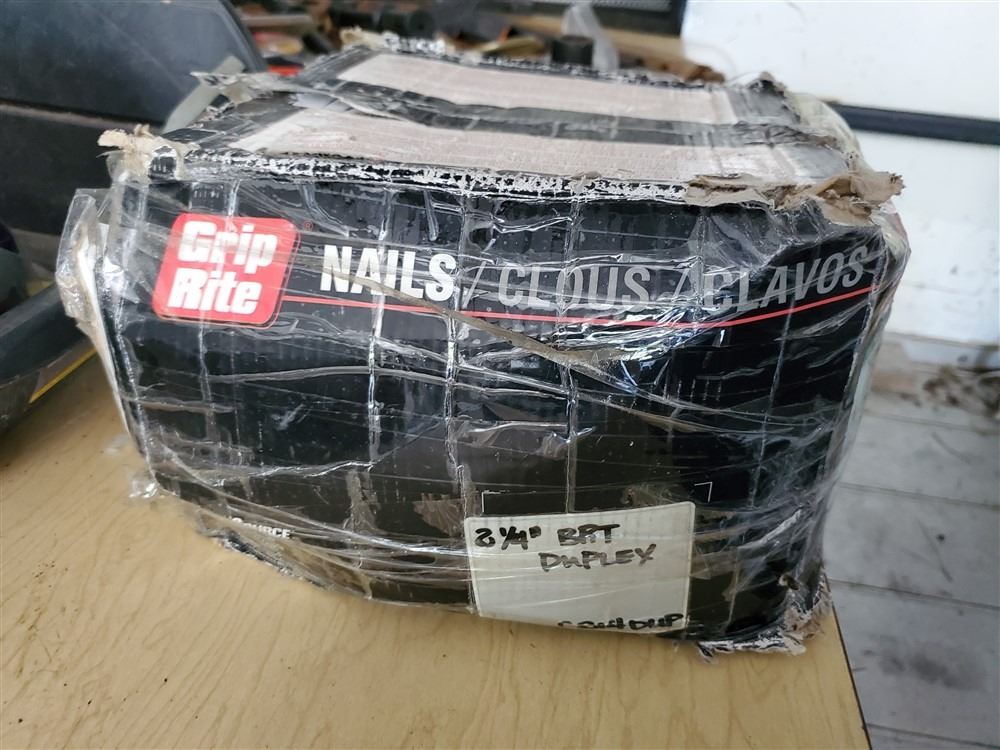 Grip
Rite
NAILS / CLOUS / CLAVOS
2 1/4" BRT
DUPLEX